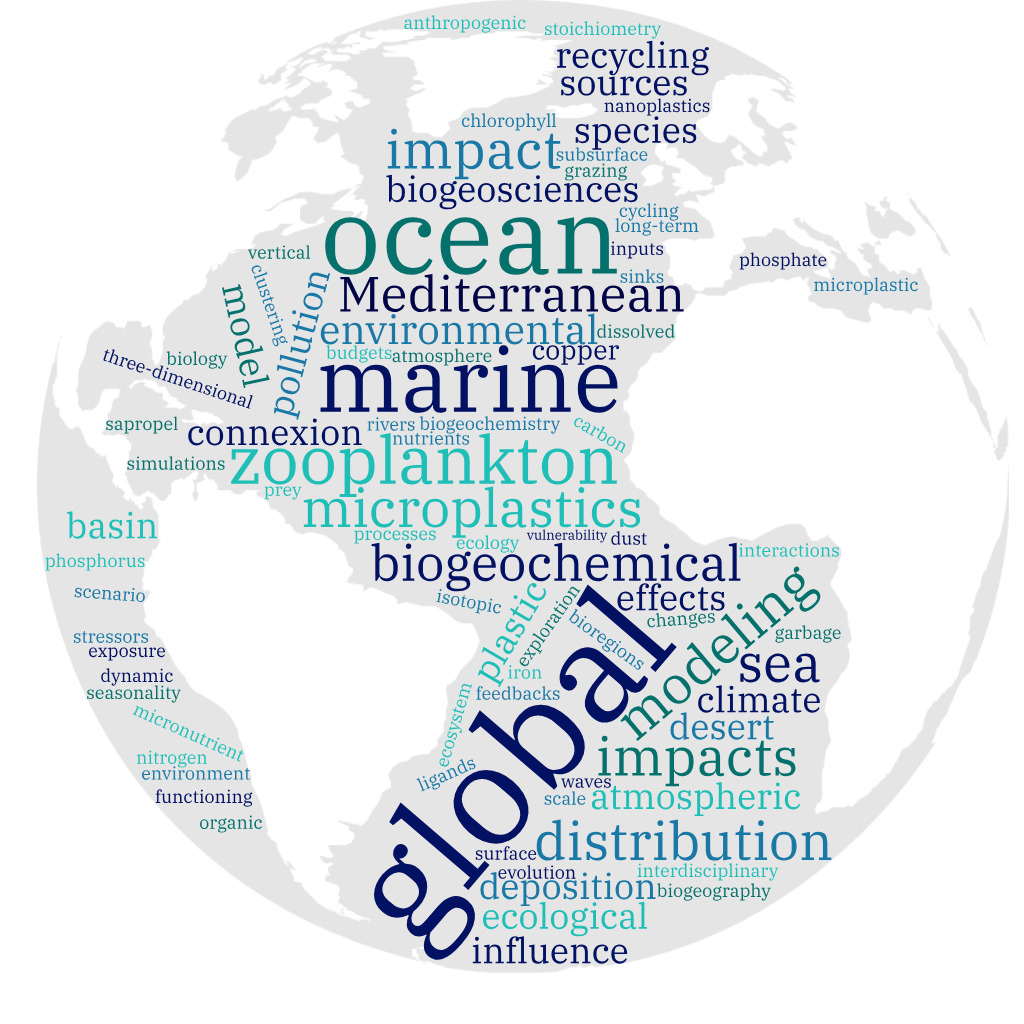 anthropogenic
stoichiometry
recycling
sources
nanoplastics
chlorophyll
species
impact
subsurface
grazing
biogeosciences
cycling
long-term
ocean
inputs
vertical
phosphate
sinks
microplastic
clustering
Mediterranean
model
pollution
environmental
dissolved
budgets
atmosphere
copper
three-dimensional
biology
marine
sapropel
connexion
rivers
biogeochemistry
carbon
nutrients
simulations
zooplankton
prey
microplastics
basin
processes
ecology
vulnerability
dust
interactions
phosphorus
biogeochemical
scenario
isotopic
effects
plastic
exploration
bioregions
changes
modeling
garbage
stressors
exposure
sea
dynamic
iron
seasonality
feedbacks
climate
global
micronutrient
ecosystem
desert
nitrogen
impacts
environment
ligands
waves
functioning
scale
atmospheric
organic
distribution
surface
evolution
interdisciplinary
deposition
biogeography
ecological
influence